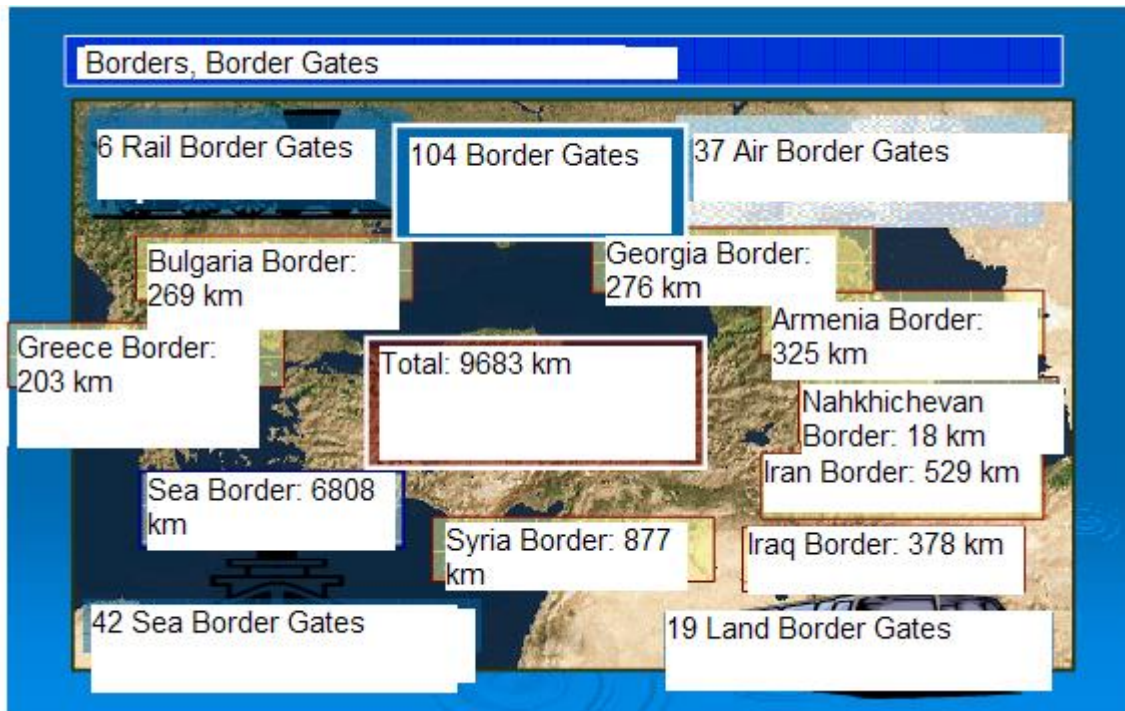 Borders, Border Gates
6 Rail Border Gates
104 Border Gates
37 Air Border Gates
Bulgaria Border:
269 km
Georgia Border:
276 km
Greece Border:
203 km
Total: 9683 km
Armenia Border:
325 km
Nahkhichevan
Border: 18 km
Iran Border: 529 km
Sea Border: 6808
km
Syria Border: 877
km
Iraq Border: 378 km
42 Sea Border Gates
19 Land Border Gates